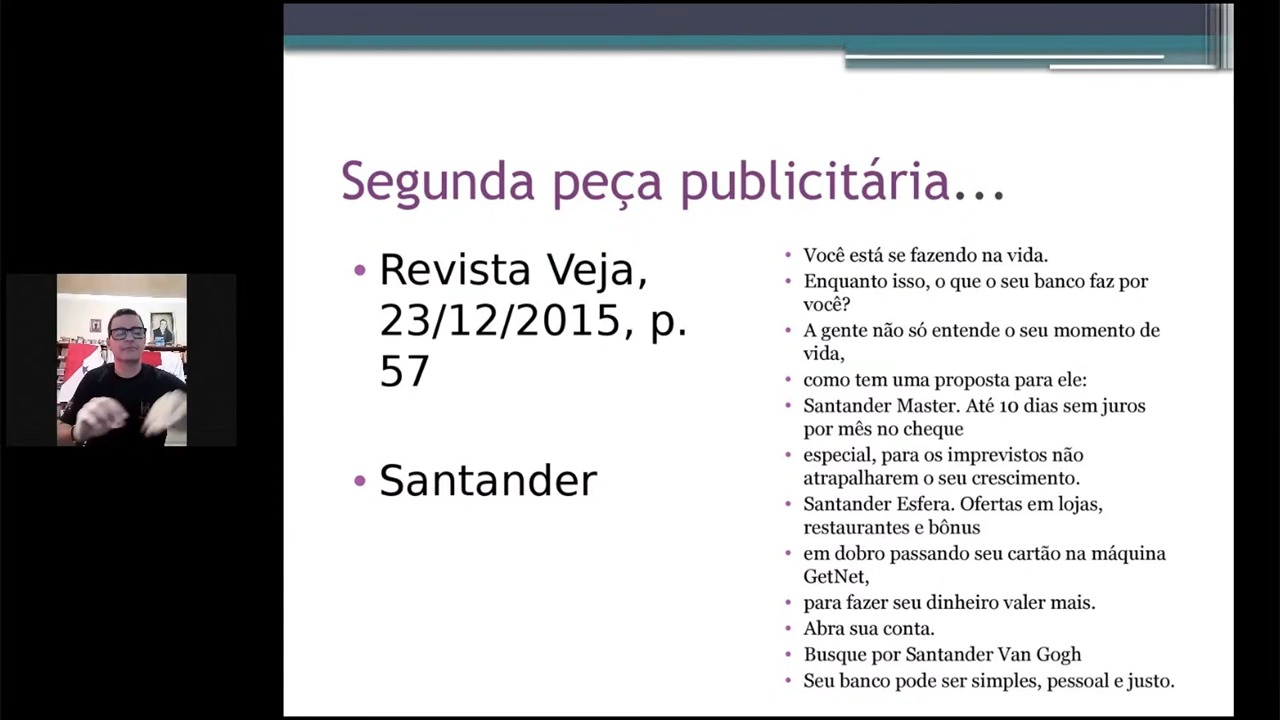 Segunda peça publicitária...
• Revista Veja,
23/12/2015, p.
57
• Santander
• Você está se fazendo na vida.
• Enquanto isso, o que o seu banco faz por
você?
• A gente não só entende o seu momento de
vida,
• como tem uma proposta para ele:
• Santander Master. Até 10 dias sem juros
por mês no cheque
• especial, para os imprevistos não
atrapalharem o seu crescimento.
• Santander Esfera. Ofertas em lojas,
restaurantes e bônus
• em dobro passando seu cartão na máquina
GetNet,
• para fazer seu dinheiro valer mais.
• Abra sua conta.
• Busque por Santander Van Gogh
• Seu banco pode ser simples, pessoal e justo.